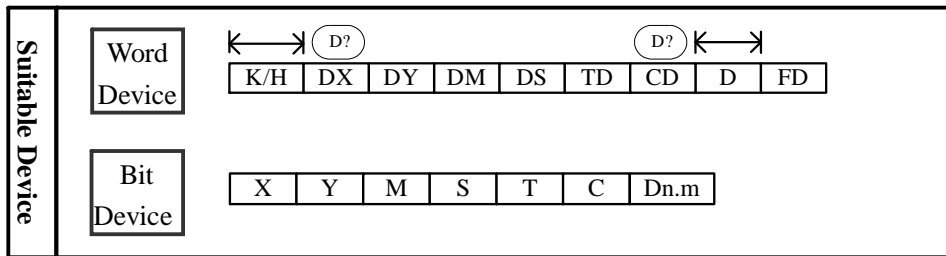 Suitable Device
Word
Device
D? D?
K/H DX DY DM DS TD CD D FD
Bit
Device
X Y M S T C Dn.m